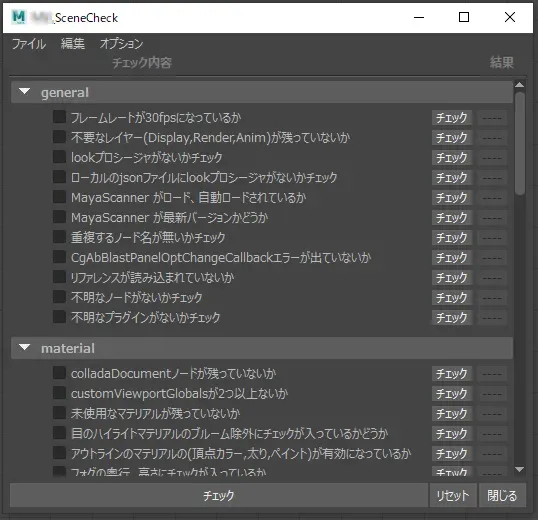 SceneCheck
ファイル 編集 オプション
チェック内容 結果
general
フレームレートが30fpsになっているか チェック ----
不要なレイヤー(Display,Render,Anim)が残っていないか チェック ----
lookプロシージャがないかチェック チェック ----
ローカルのjsonファイルにlookプロシージャがないかチェック チェック ----
MayaScanner がロード、自動ロードされているか チェック ----
MayaScanner が最新バージョンかどうか チェック ----
重複するノード名が無いかチェック チェック ----
CgAbBlastPanelOptChangeCallbackエラーが出ていないか チェック ----
リファレンスが読み込まれていないか チェック ----
不明なノードがないかチェック チェック ----
不明なプラグインがないかチェック チェック ----
material
colladaDocumentノードが残っていないか チェック ----
customViewportGlobalsが2つ以上ないか チェック ----
未使用なマテリアルが残っていないか チェック ----
目のハイライトマテリアルのブルーム除外にチェックが入っているかどうか チェック ----
アウトラインのマテリアルの(頂点カラー,太り,ペイント)が有効になっているか チェック ----
フォグの奥行、高さにチェックが入っているか チェック ----
チェック リセット 閉じる